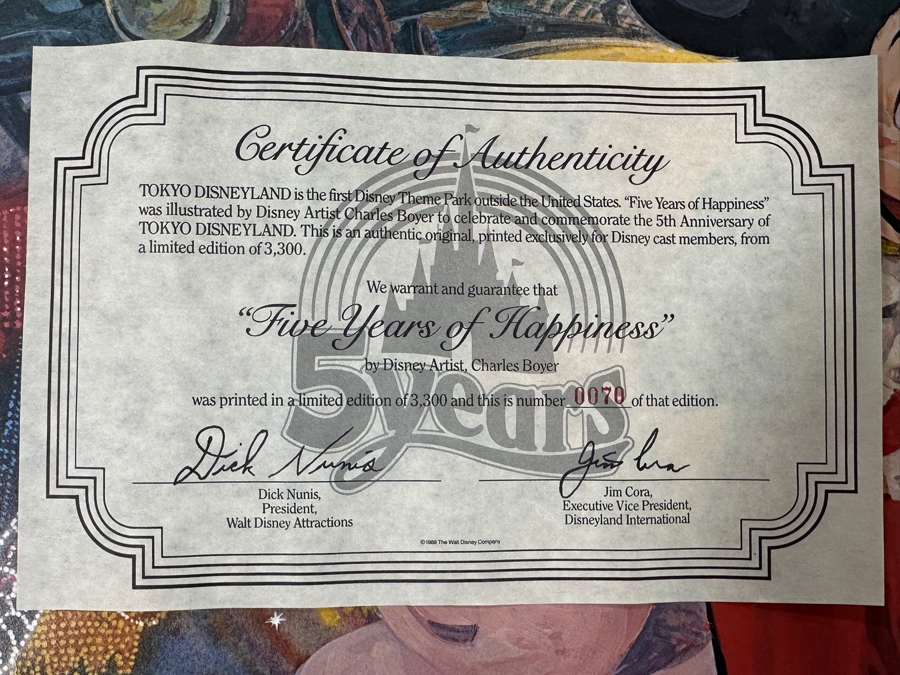 Certificate of Authenticity
TOKYO DISNEYLAND is the first Disney Theme Park outside the United States. “Five Years of Happiness”
was illustrated by Disney Artist Charles Boyer to celebrate and commemorate the 5th Anniversary of
TOKYO DISNEYLAND. This is an authentic original, printed exclusively for Disney cast members, from
a limited edition of 3,300.
We warrant and guarantee that
“Five Years of Happiness”
by Disney Artist, Charles Boyer
5 years
was printed in a limited edition of 3,300 and this is number 0070 of that edition.
Dick Nunis
Jim Cora
Dick Nunis,
President,
Walt Disney Attractions
Jim Cora,
Executive Vice President,
Disneyland International
©1988 The Walt Disney Company